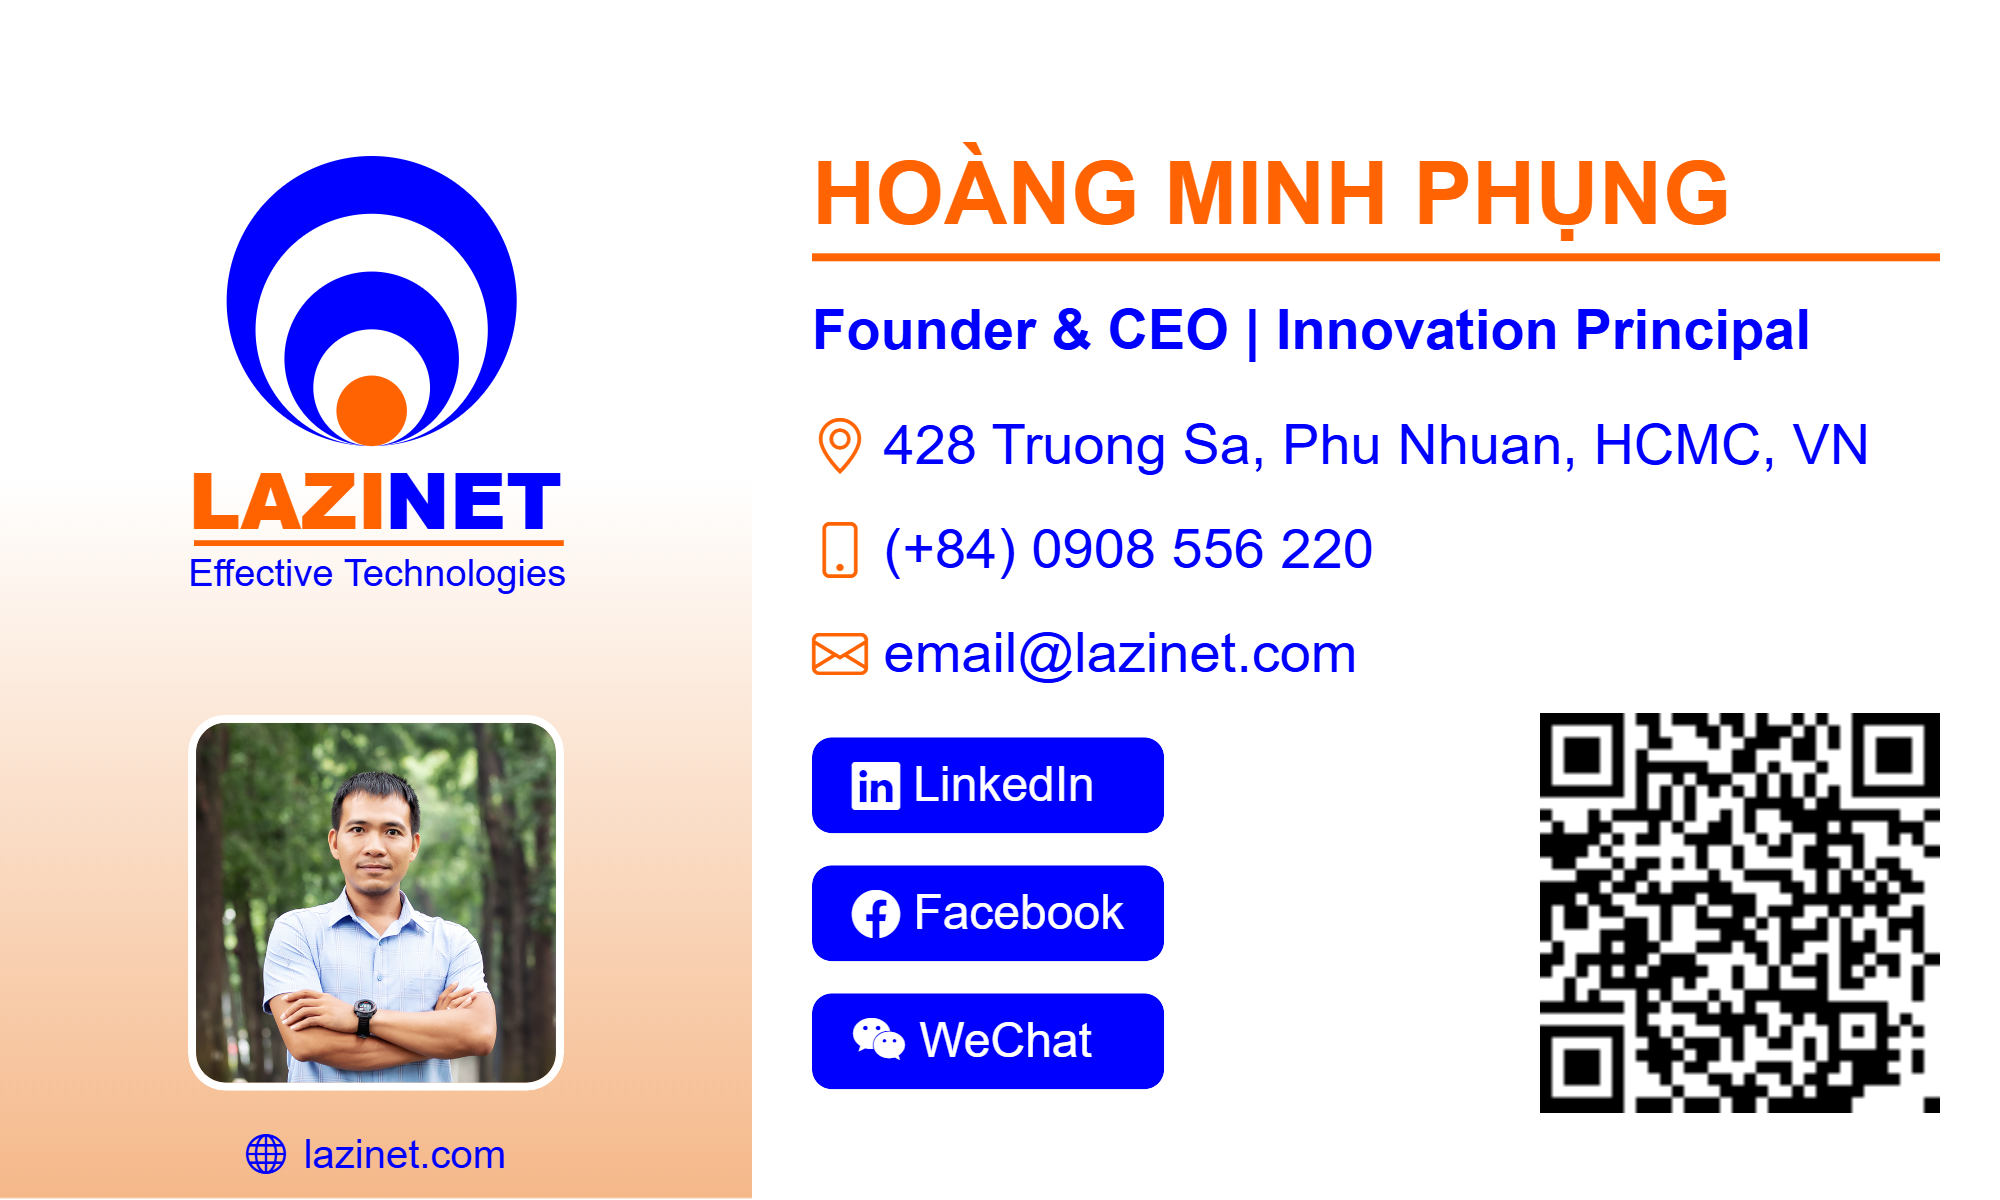 LAZINET
Effective Technologies
lazinet.com
HOÀNG MINH PHỤNG
Founder & CEO | Innovation Principal
428 Truong Sa, Phu Nhuan, HCMC, VN
(+84) 0908 556 220
email@lazinet.com
in LinkedIn
Facebook
WeChat